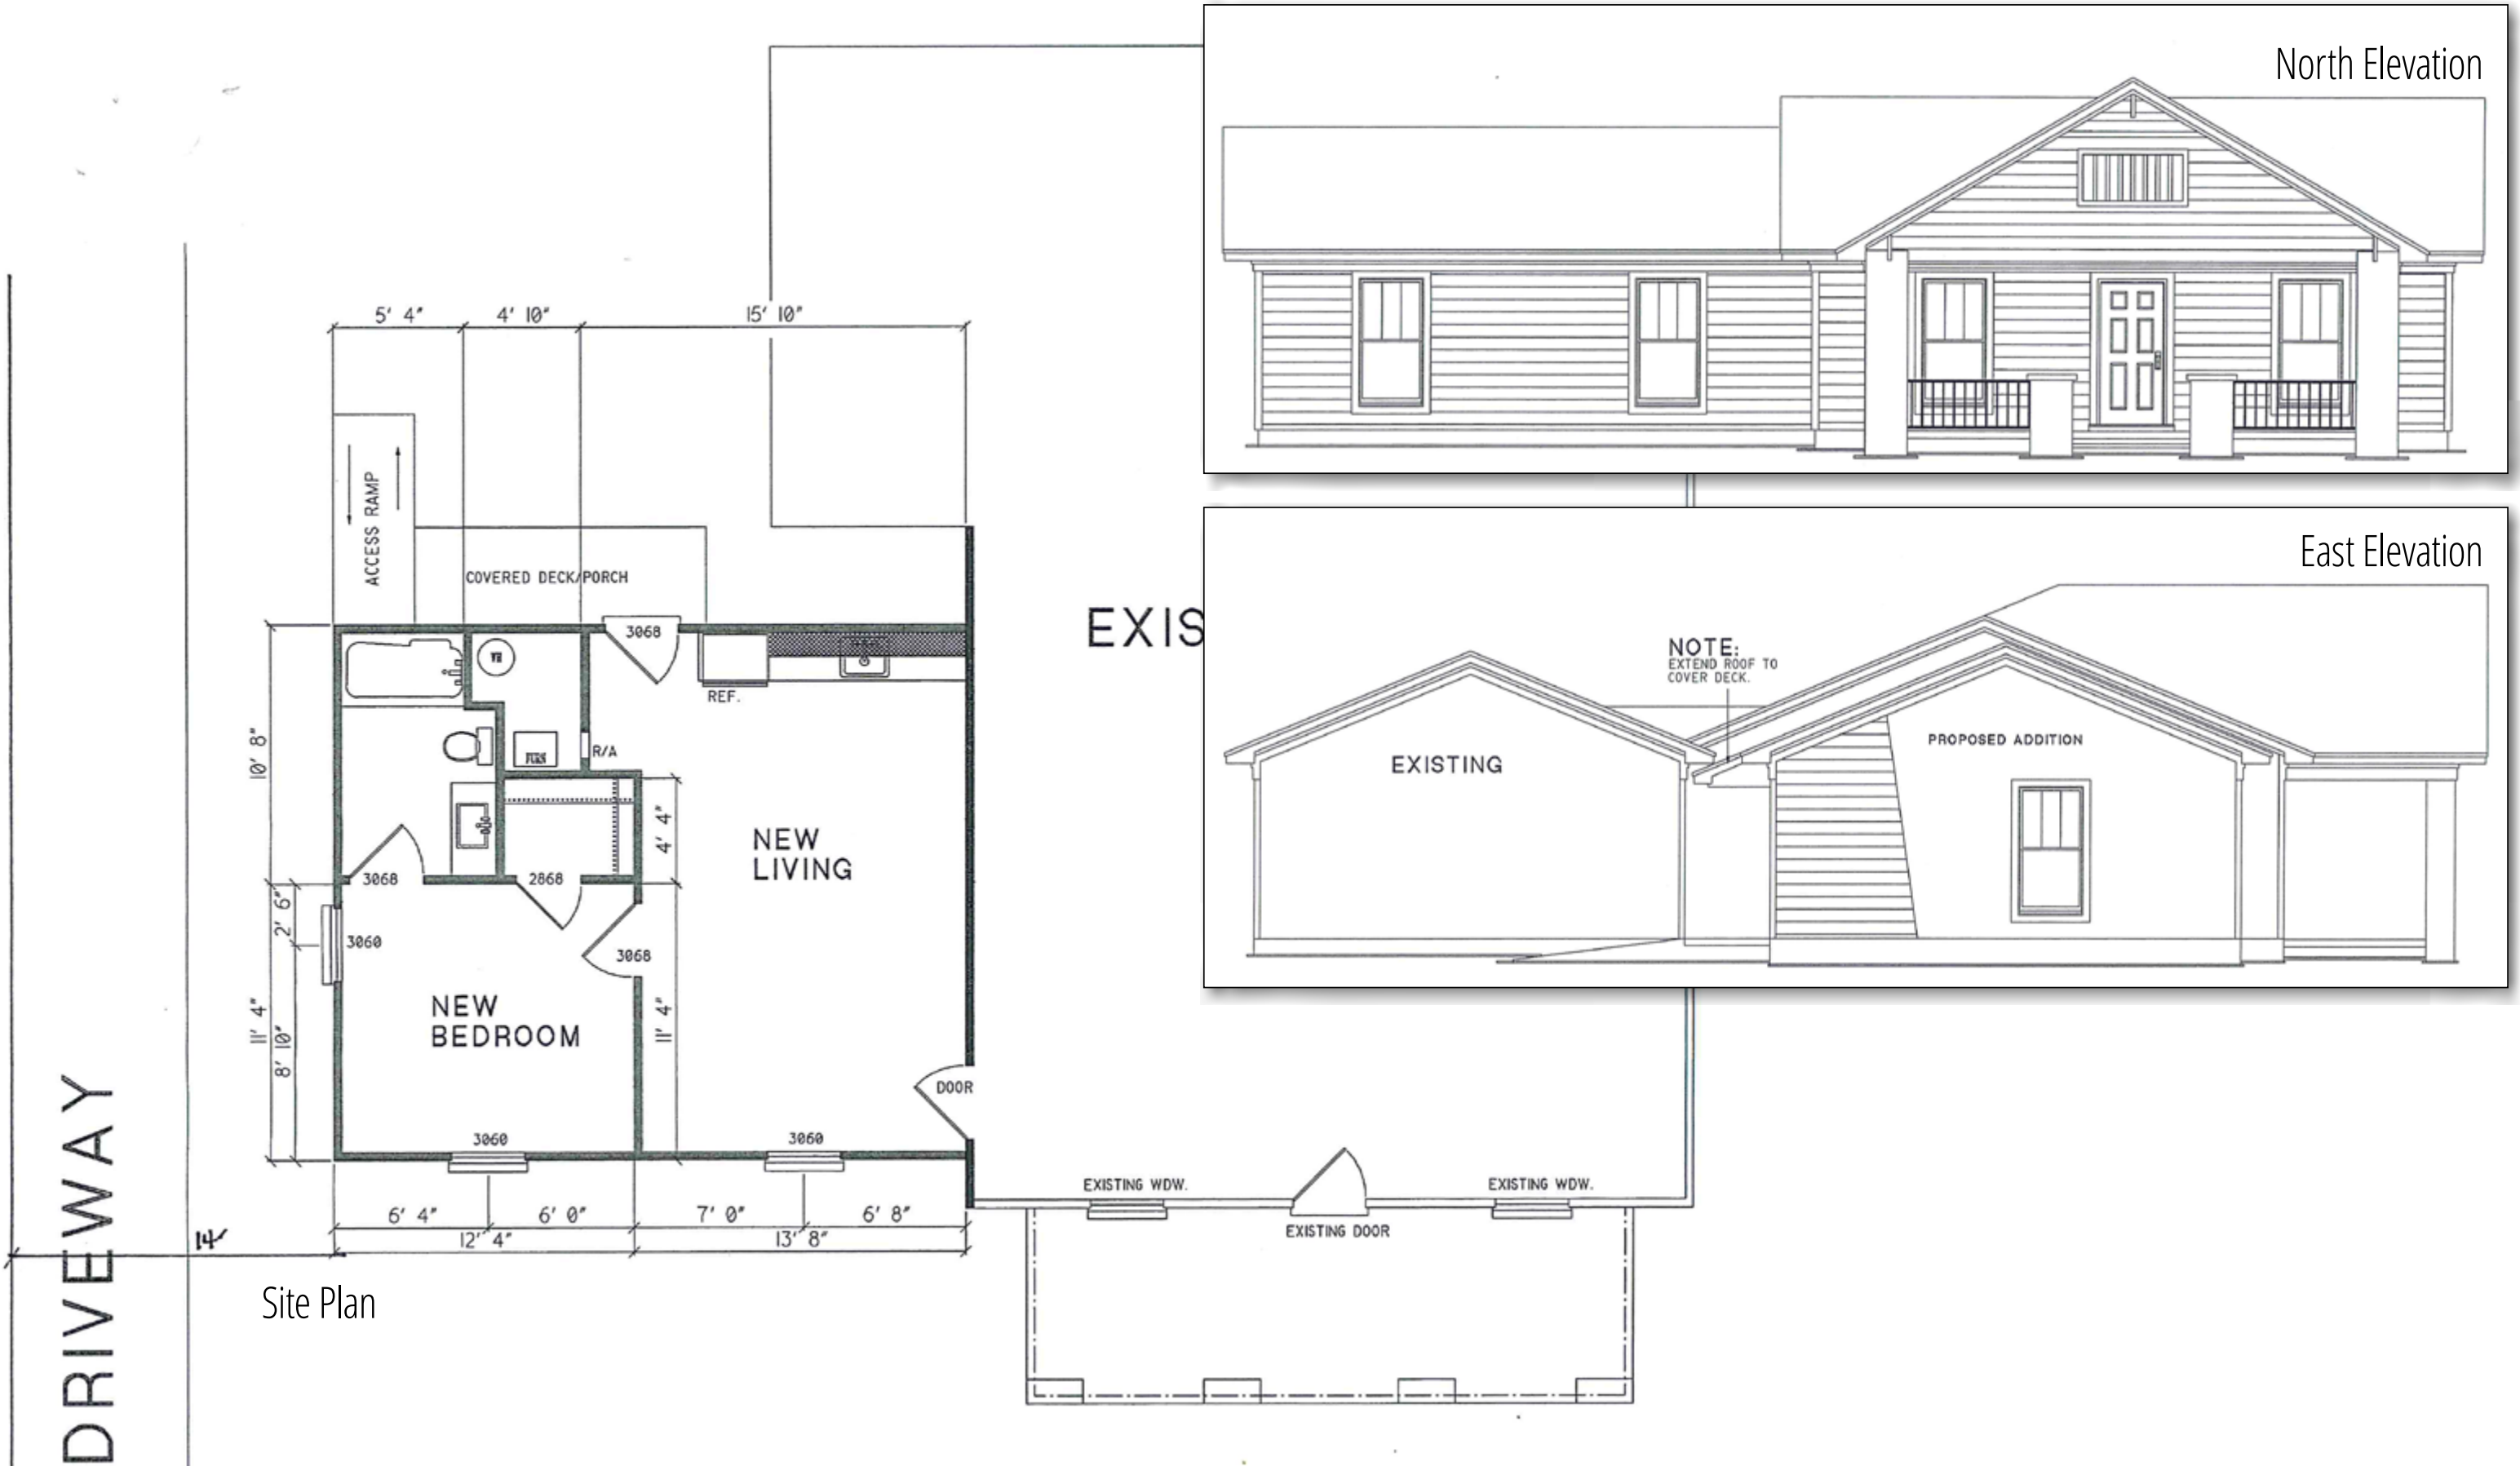 North Elevation
5' 4"
4' 10"
15' 10"
ACCESS RAMP
COVERED DECK/PORCH
3068
WH
REF.
R/A
FURN
10' 8"
4' 4"
NEW
LIVING
3068
2868
2' 6"
3060
3068
NEW
BEDROOM
11' 4"
8' 10"
11' 4"
DOOR
3060
3060
6' 4"
6' 0"
7' 0"
6' 8"
12' 4"
13' 8"
14'
DRIVEWAY
Site Plan
EXIS
EXISTING WDW.
EXISTING WDW.
EXISTING DOOR
East Elevation
NOTE:
EXTEND ROOF TO
COVER DECK.
EXISTING
PROPOSED ADDITION